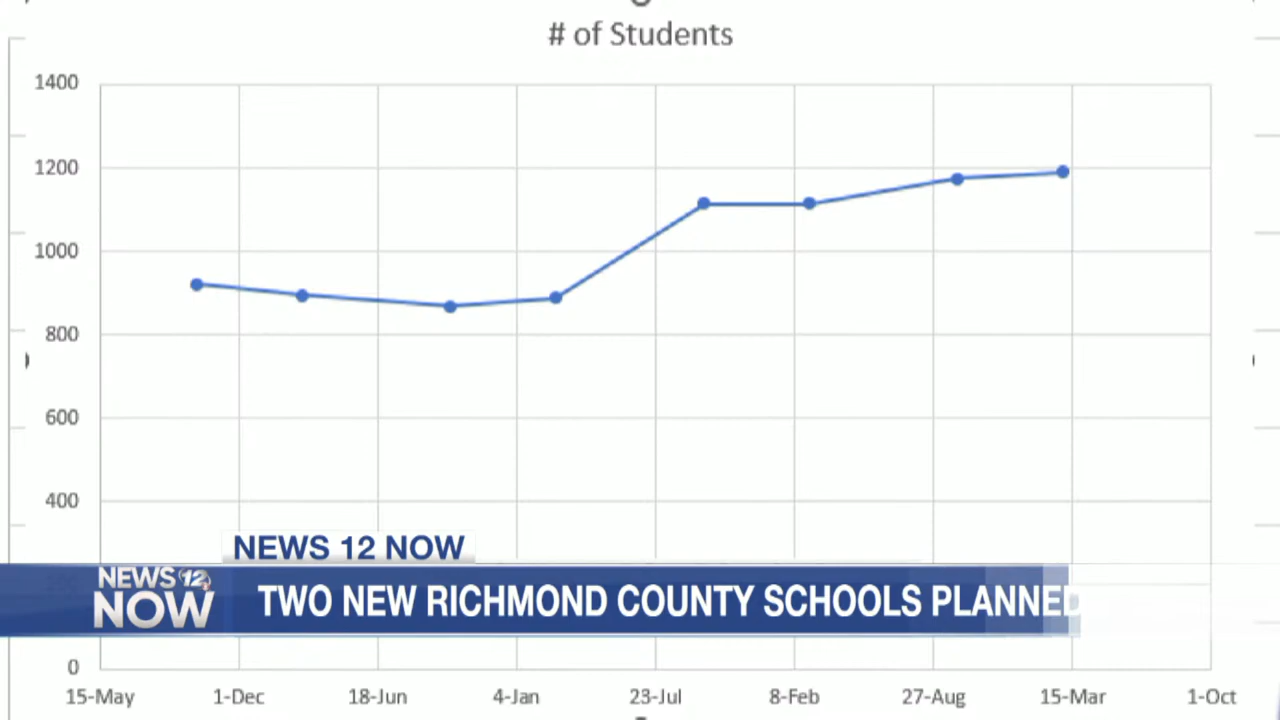 # of Students
1400
1200
1000
800
600
400
0
15-May 1-Dec 18-Jun 4-Jan 23-Jul 8-Feb 27-Aug 15-Mar 1-Oct
NEWS 12 NOW
NEWS 12
NOW
TWO NEW RICHMOND COUNTY SCHOOLS PLANNED